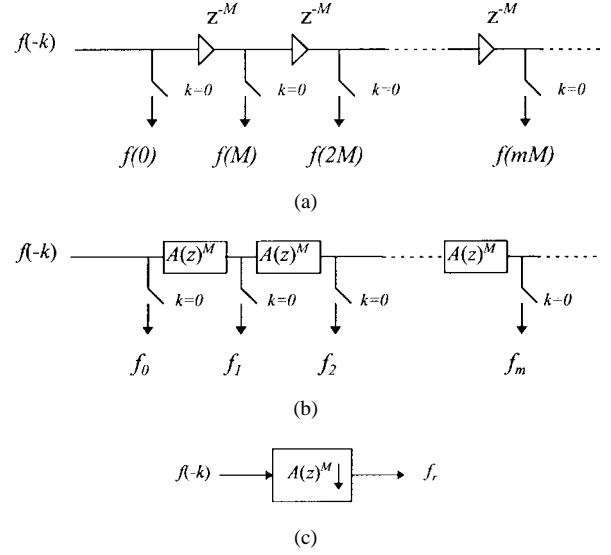 z^{-M} z^{-M} z^{-M}
f(-k)
k=0 k=0 k=0 k=0
f(0) f(M) f(2M) f(mM)
(a)
f(-k) A(z)^M A(z)^M A(z)^M
k=0 k=0 k=0 k=0
f_0 f_1 f_2 f_m
(b)
f(-k) A(z)^M f_r
(c)